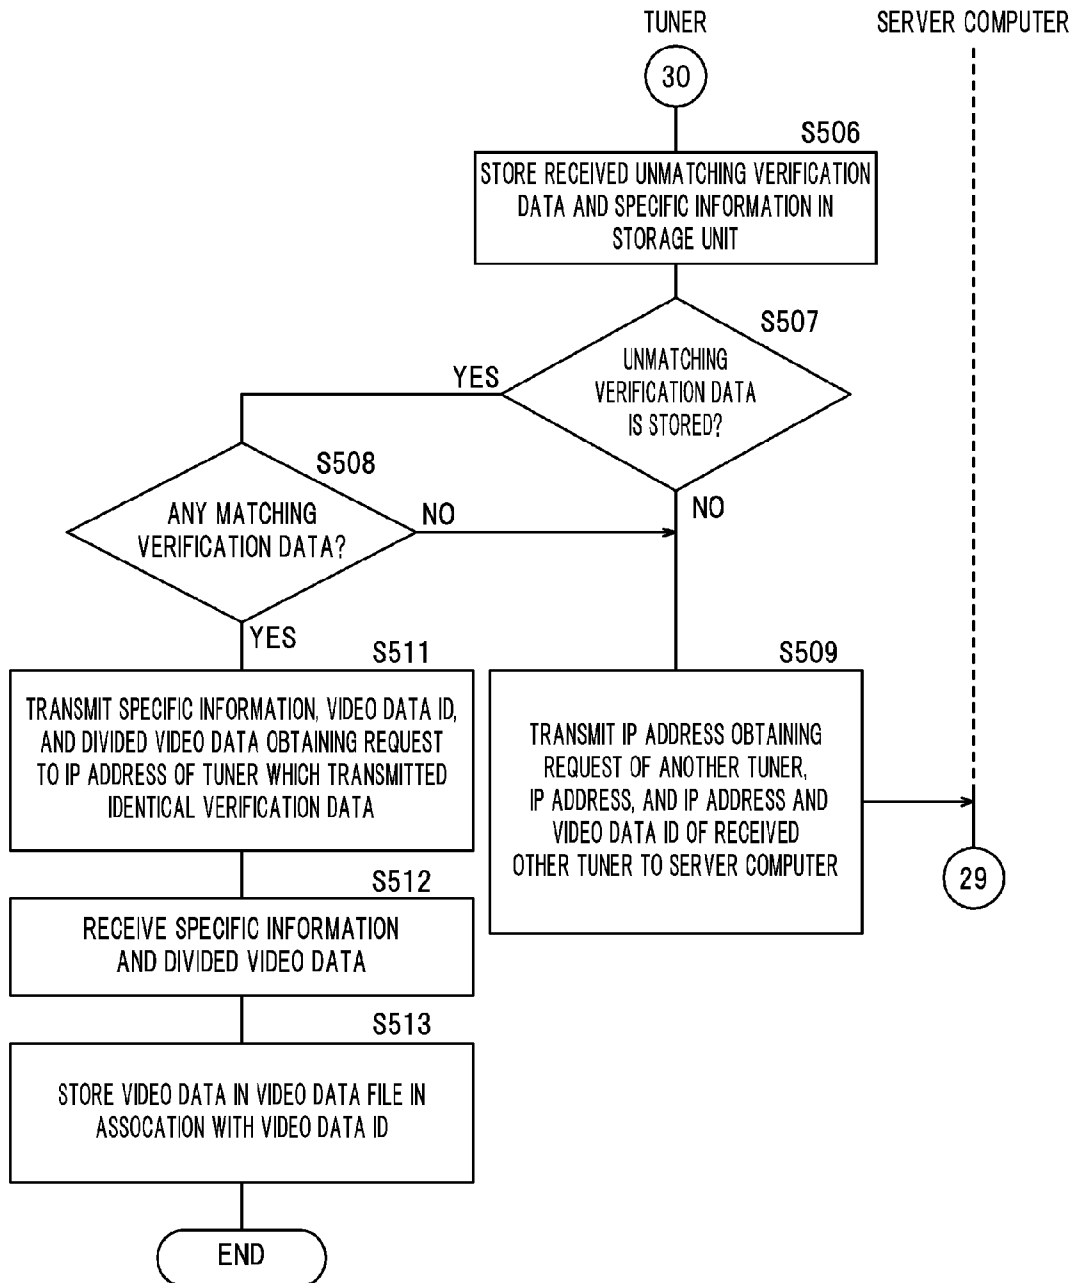 TUNER
SERVER COMPUTER
30
S506
STORE RECEIVED UNMATCHING VERIFICATION
DATA AND SPECIFIC INFORMATION IN
STORAGE UNIT
S507
UNMATCHING
VERIFICATION DATA
IS STORED?
YES
NO
S508
ANY MATCHING
VERIFICATION DATA?
NO
YES
S511
TRANSMIT SPECIFIC INFORMATION, VIDEO DATA ID,
AND DIVIDED VIDEO DATA OBTAINING REQUEST
TO IP ADDRESS OF TUNER WHICH TRANSMITTED
IDENTICAL VERIFICATION DATA
S509
TRANSMIT IP ADDRESS OBTAINING
REQUEST OF ANOTHER TUNER,
IP ADDRESS, AND IP ADDRESS AND
VIDEO DATA ID OF RECEIVED
OTHER TUNER TO SERVER COMPUTER
29
S512
RECEIVE SPECIFIC INFORMATION
AND DIVIDED VIDEO DATA
S513
STORE VIDEO DATA IN VIDEO DATA FILE IN
ASSOCATION WITH VIDEO DATA ID
END